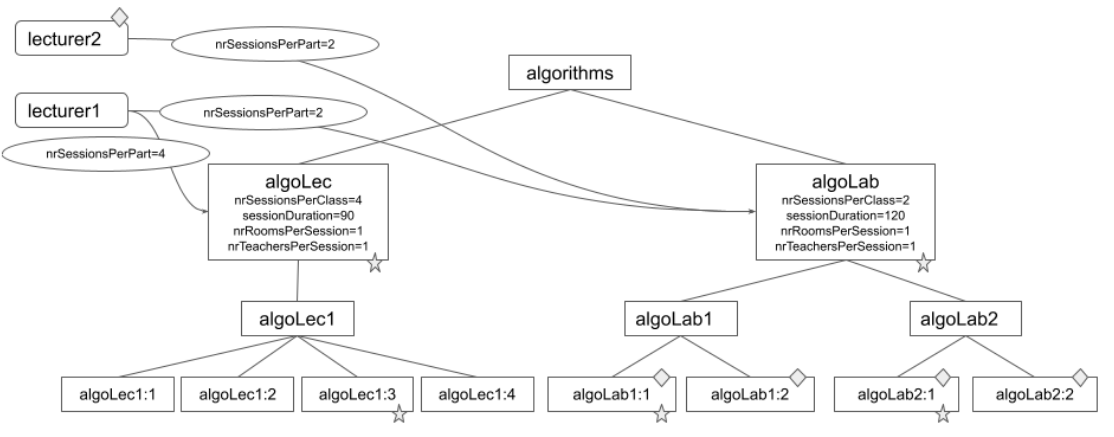 lecturer2
nrSessionsPerPart=2
algorithms
lecturer1
nrSessionsPerPart=2
nrSessionsPerPart=4
algoLec
nrSessionsPerClass=4
sessionDuration=90
nrRoomsPerSession=1
nrTeachersPerSession=1
algoLab
nrSessionsPerClass=2
sessionDuration=120
nrRoomsPerSession=1
nrTeachersPerSession=1
algoLec1
algoLab1
algoLab2
algoLec1:1
algoLec1:2
algoLec1:3
algoLec1:4
algoLab1:1
algoLab1:2
algoLab2:1
algoLab2:2